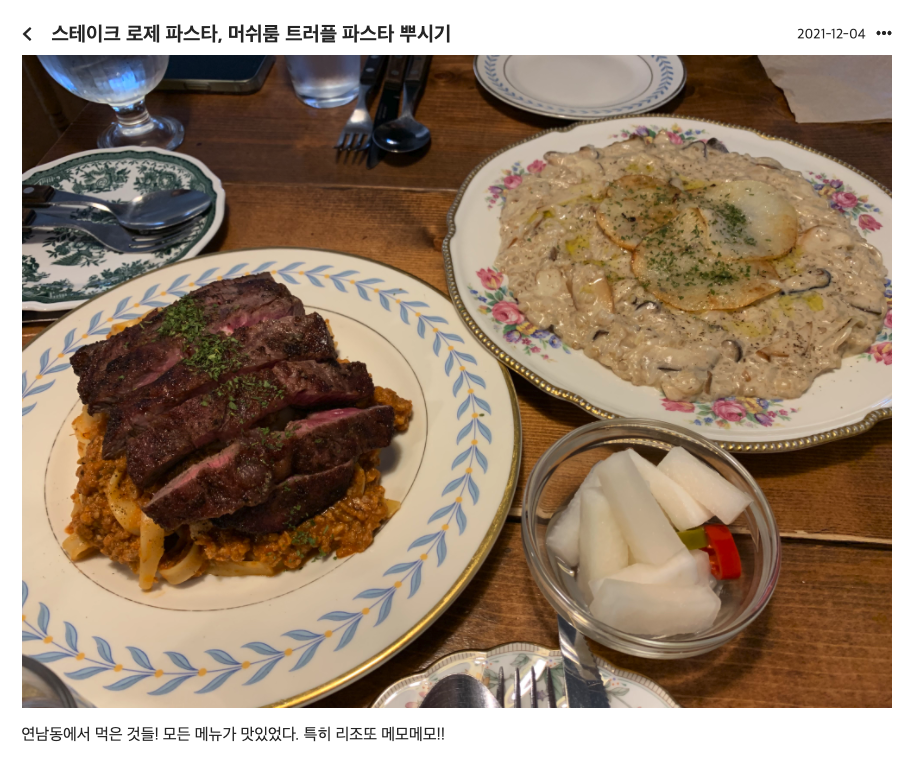 스테이크 로제 파스타, 머쉬룸 트러플 파스타 뿌시기
2021-12-04
연남동에서 먹은 것들! 모든 메뉴가 맛있었다. 특히 리조또 메모메모!!